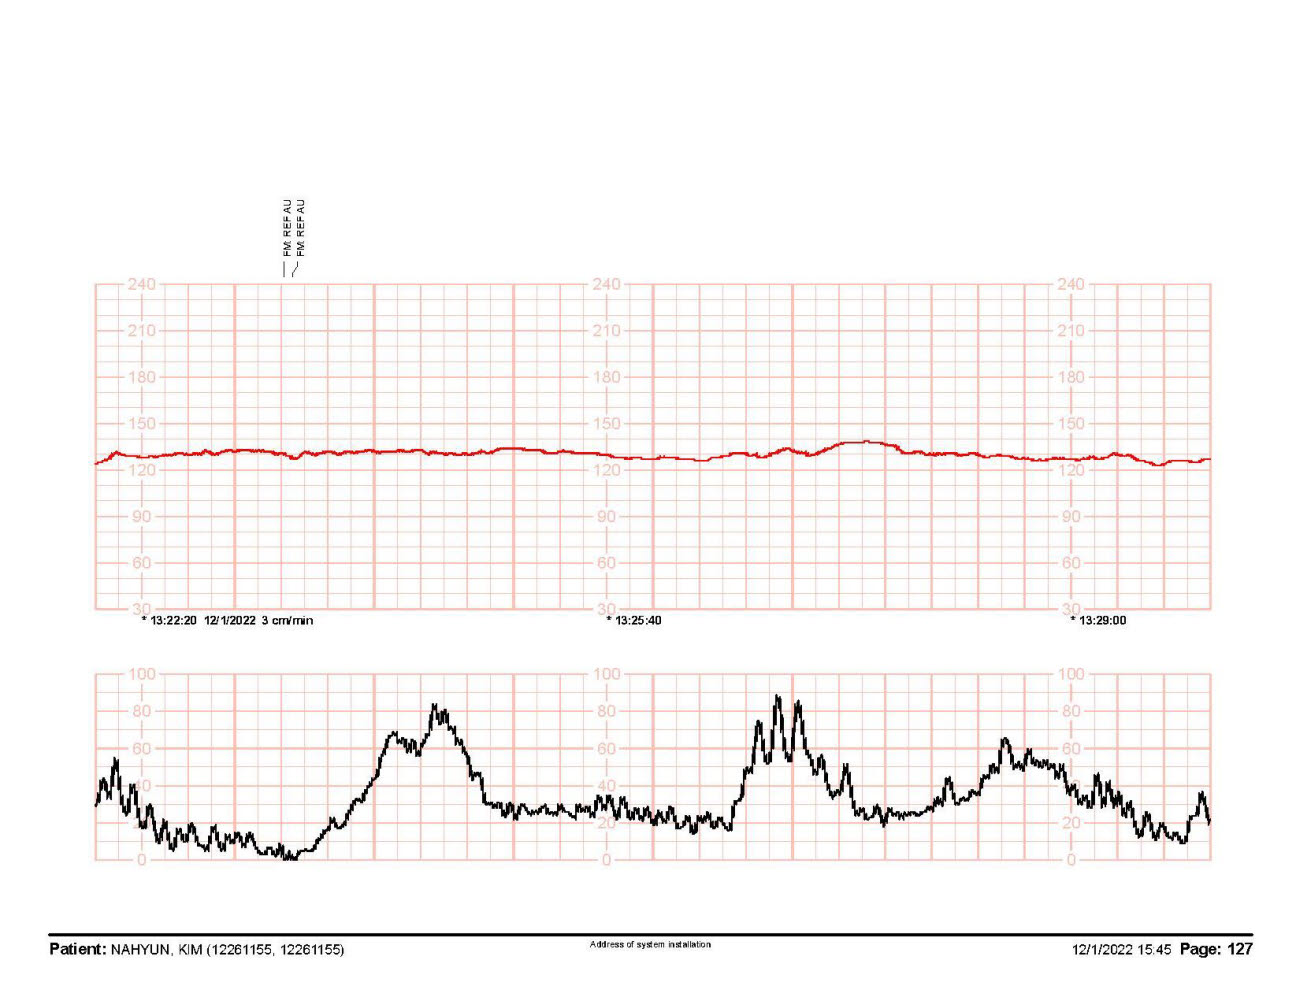 FM: REF AU
FM: REF AU
240 240 240
210 210 210
180 180 180
150 150 150
120 120 120
90 90 90
60 60 60
30 30 30
* 13:22:20 12/1/2022 3 cm/min * 13:25:40 * 13:29:00
100 100 100
80 80 80
60 60 60
40 40 40
20 20 20
0 0 0
Patient: NAHYUN, KIM (12261155, 12261155) Address of system installation 12/1/2022 15:45 Page: 127